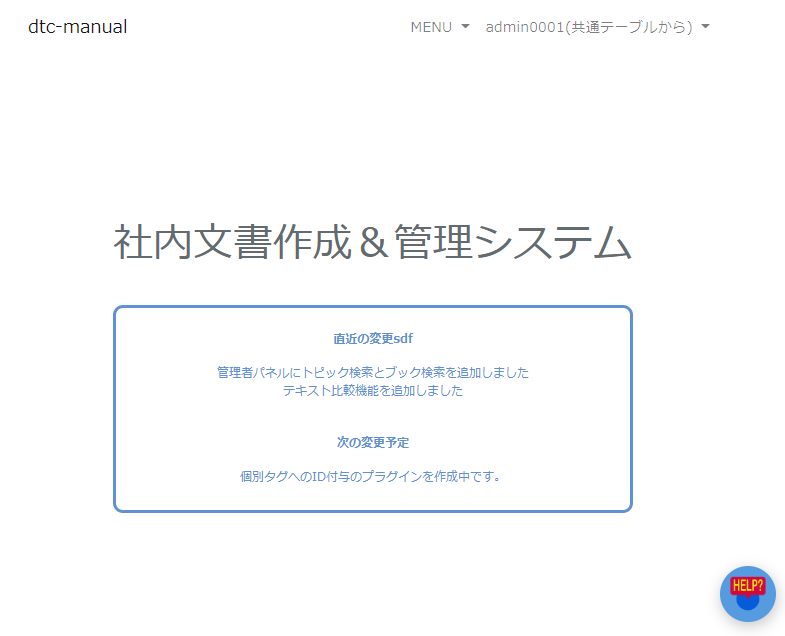 dtc-manual
MENU
admin0001(共通テーブルから)
社内文書作成＆管理システム
直近の変更sdf
管理者パネルにトピック検索とブック検索を追加しました
テキスト比較機能を追加しました
次の変更予定
個別タグへのID付与のプラグインを作成中です。
HELP?